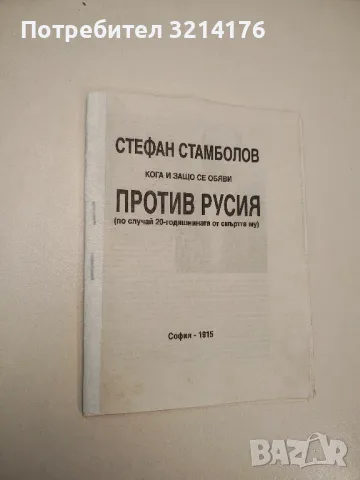 Потребител 3214176
СТЕФАН СТАМБОЛОВ
КОГА И ЗАЩО СЕ ОБЯВИ
ПРОТИВ РУСИЯ
(по случай 20-годишнината от смъртта му)
София - 1915
BAZAR